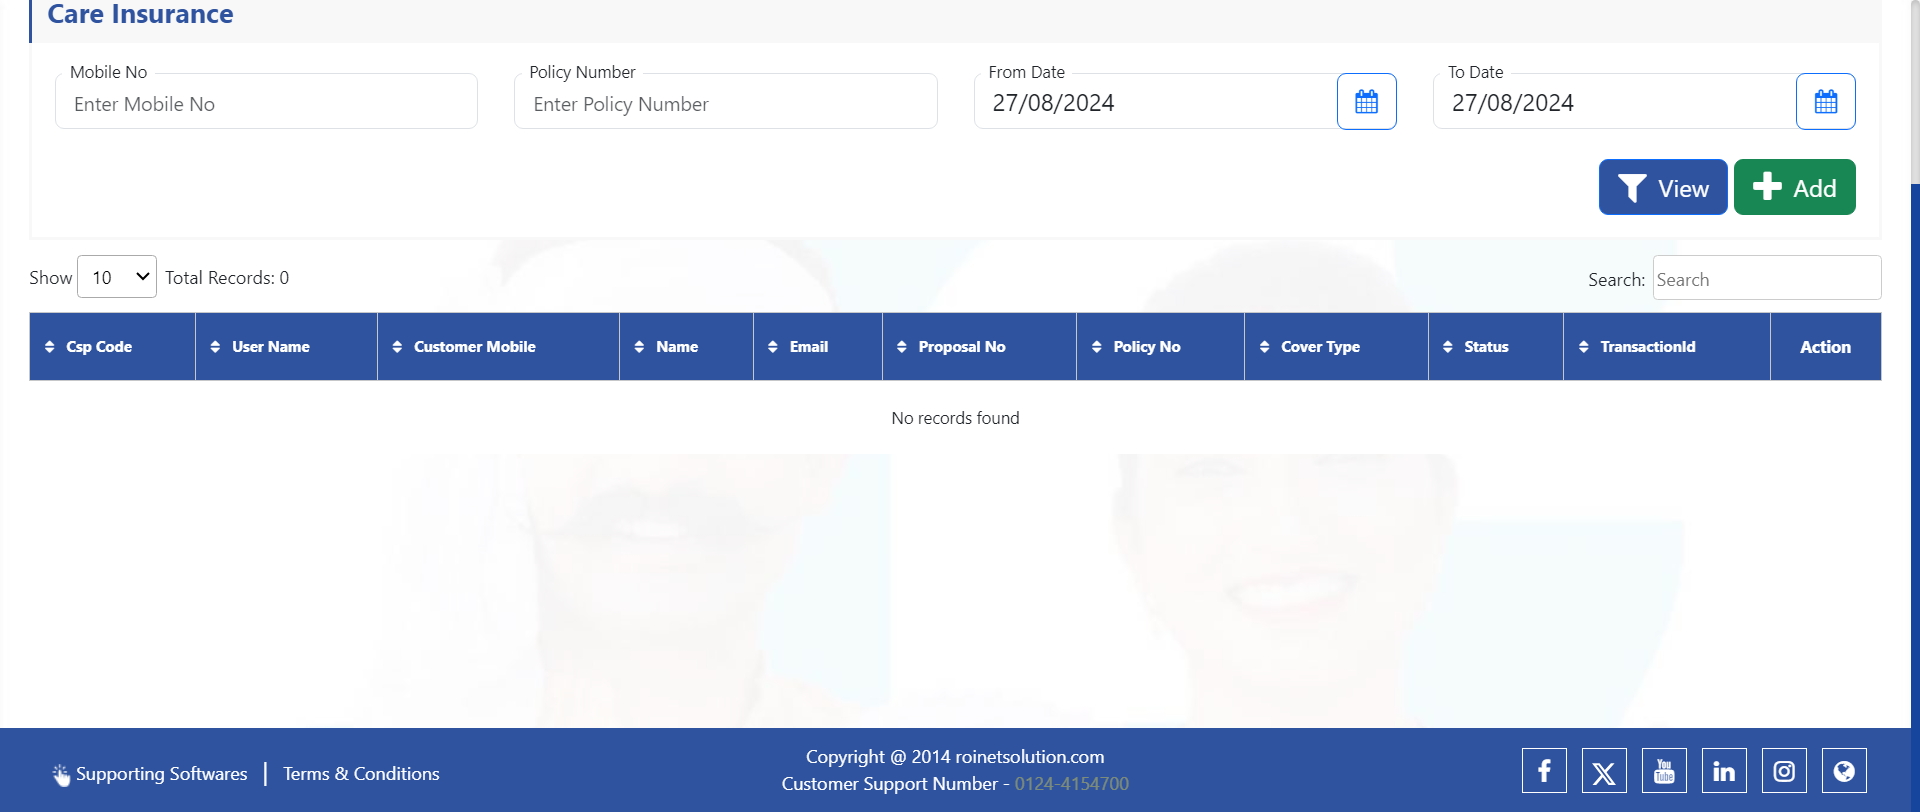 Care Insurance
Mobile No
Enter Mobile No
Policy Number
Enter Policy Number
From Date
27/08/2024
To Date
27/08/2024
View
Add
Show 10 Total Records: 0
Search: Search
Csp Code User Name Customer Mobile Name Email Proposal No Policy No Cover Type Status TransactionId Action
No records found
Supporting Softwares | Terms & Conditions
Copyright @ 2014 roinetsolution.com
Customer Support Number - 0124-4154700
You
Tube